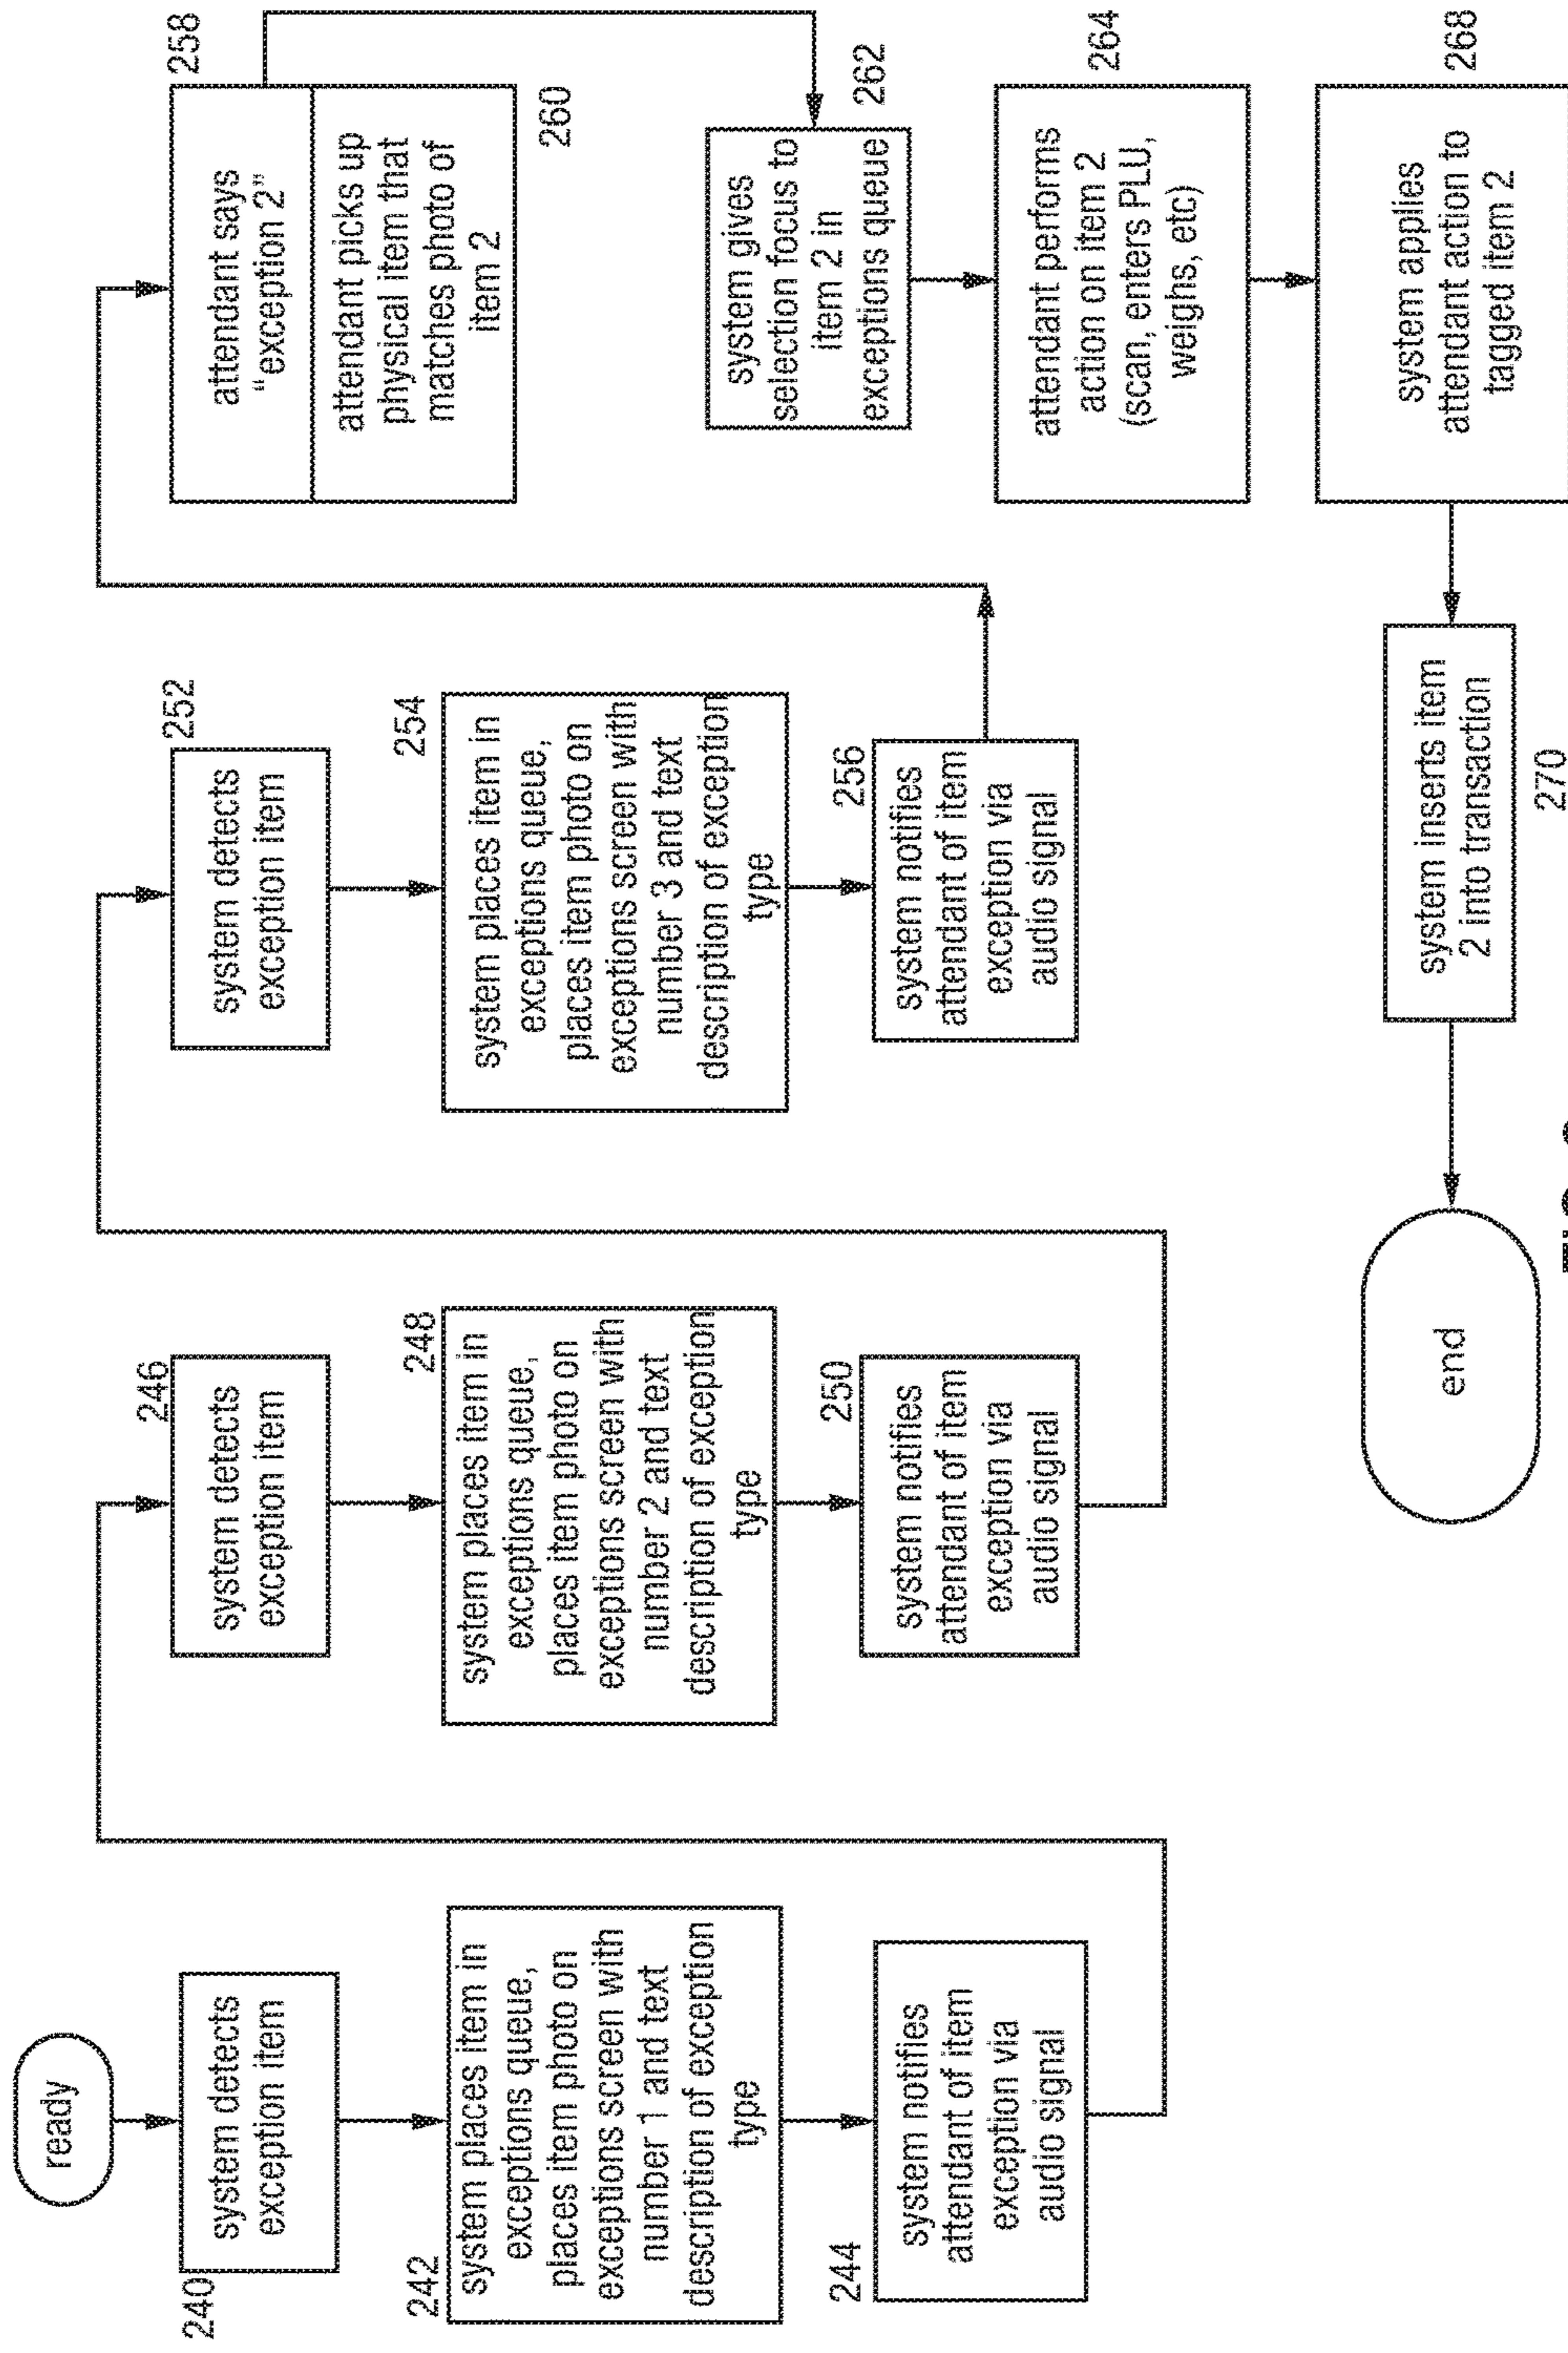 ready
240
system detects
exception item
242
system places item in
exceptions queue,
places item photo on
exceptions screen with
number 1 and text
description of exception
type
244
system notifies
attendant of item
exception via
audio signal
246
system detects
exception item
248
system places item in
exceptions queue,
places item photo on
exceptions screen with
number 2 and text
description of exception
type
250
system notifies
attendant of item
exception via
audio signal
252
system detects
exception item
254
system places item in
exceptions queue,
places item photo on
exceptions screen with
number 3 and text
description of exception
type
256
system notifies
attendant of item
exception via
audio signal
258
attendant says
“exception 2”
attendant picks up
physical item that
matches photo of
item 2
260
262
system gives
selection focus to
item 2 in
exceptions queue
264
attendant performs
action on item 2
(scan, enters PLU,
weighs, etc)
268
system applies
attendant action to
tagged item 2
system inserts item
2 into transaction
270
end